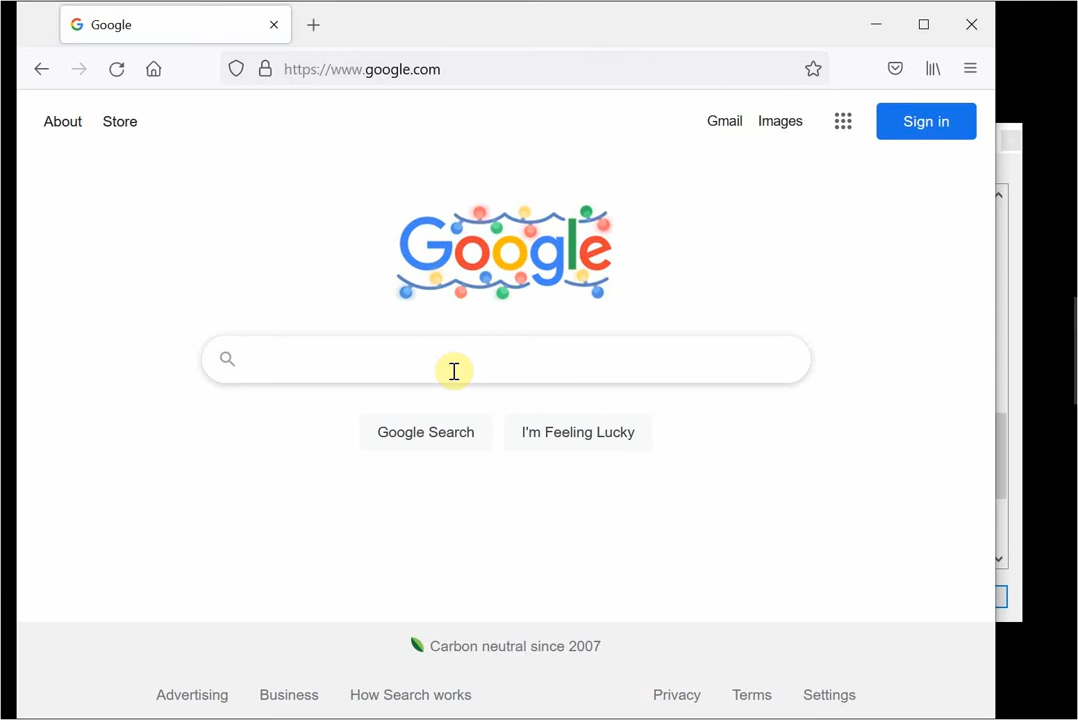 Google
https://www.google.com
About Store Gmail Images Sign in
Google
Google Search I'm Feeling Lucky
Carbon neutral since 2007
Advertising Business How Search works Privacy Terms Settings